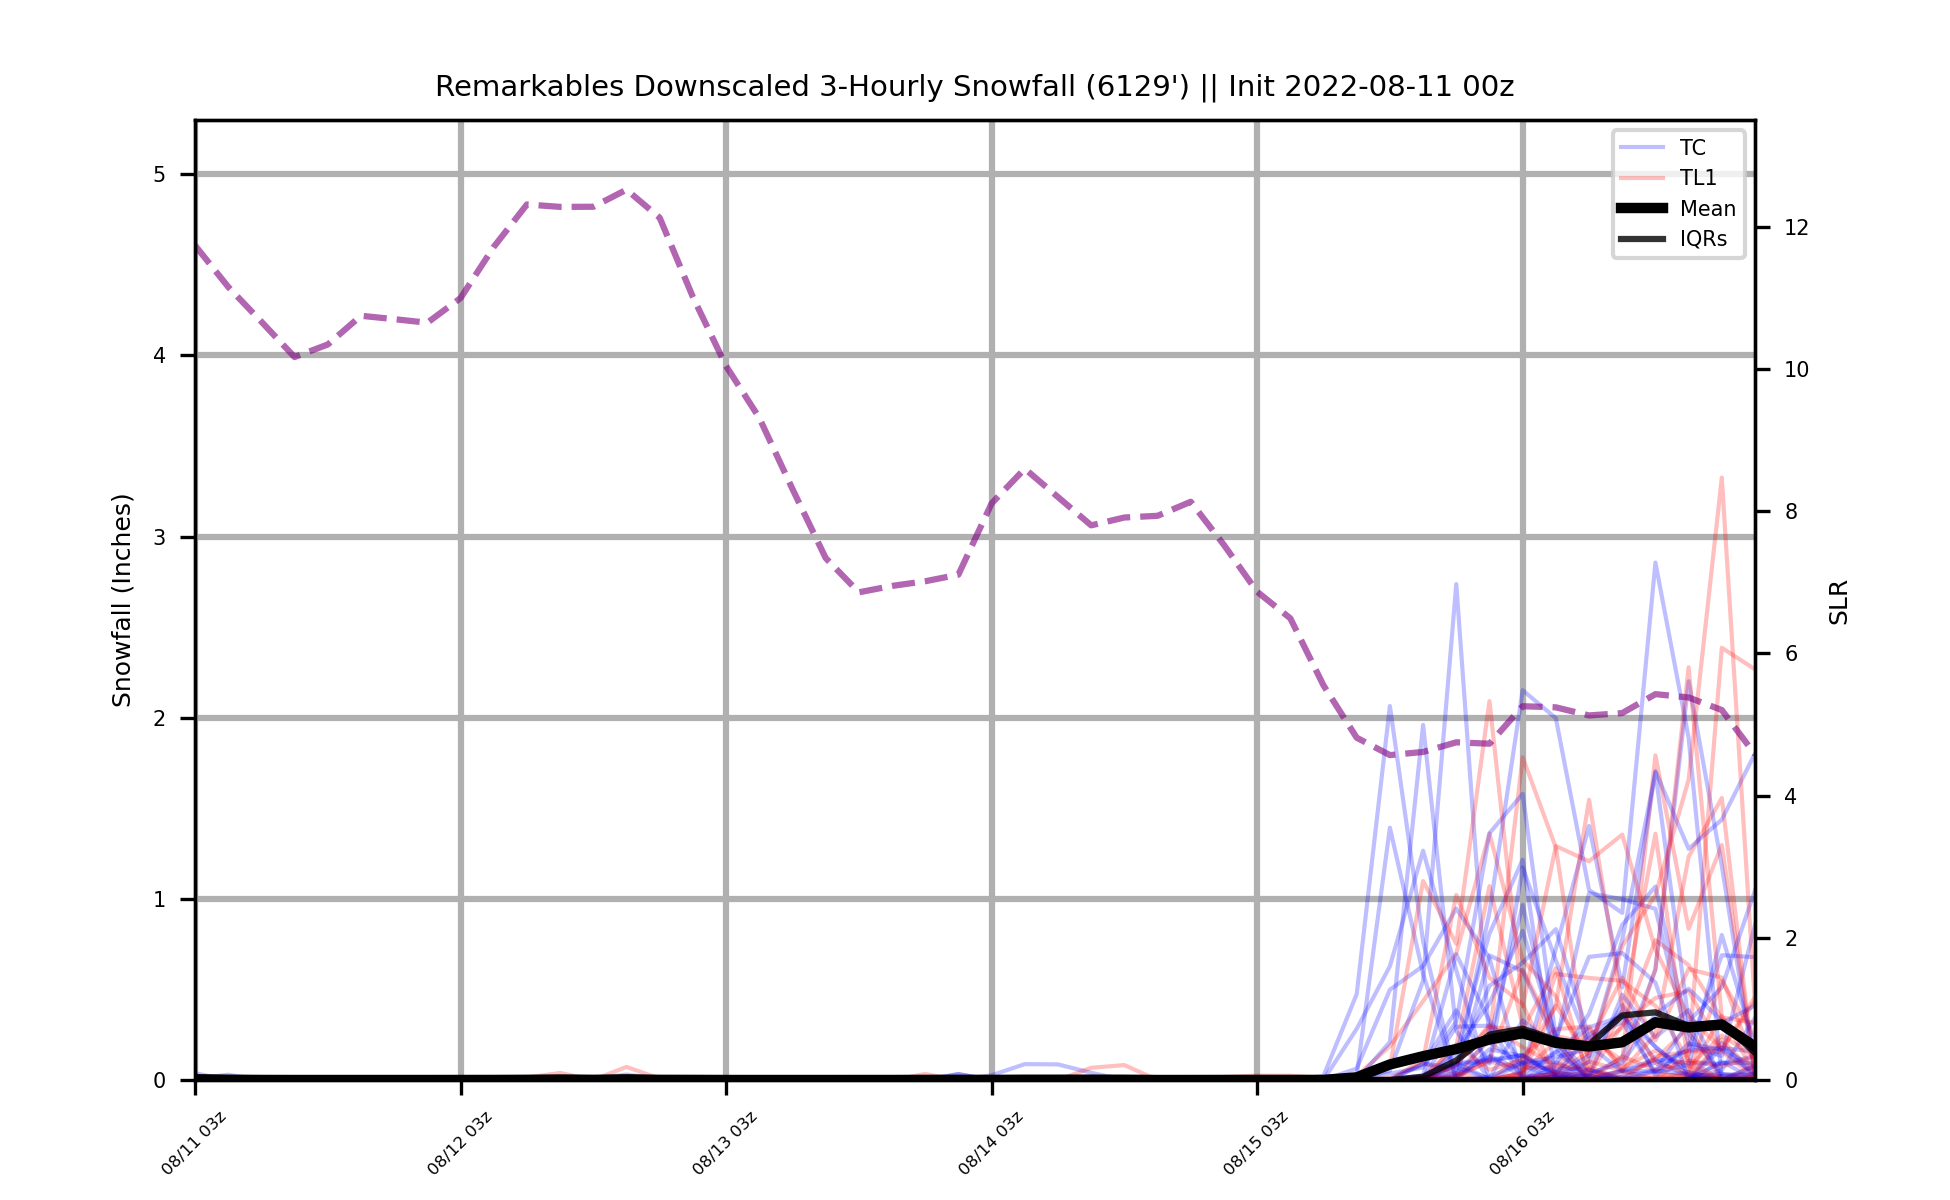 Remarkables Downscaled 3-Hourly Snowfall (6129') || Init 2022-08-11 00z
TC
TL1
Mean
IQRs
Snowfall (Inches)
5
4
3
2
1
0
SLR
12
10
8
6
4
2
0
08/11 03z
08/12 03z
08/13 03z
08/14 03z
08/15 03z
08/16 03z